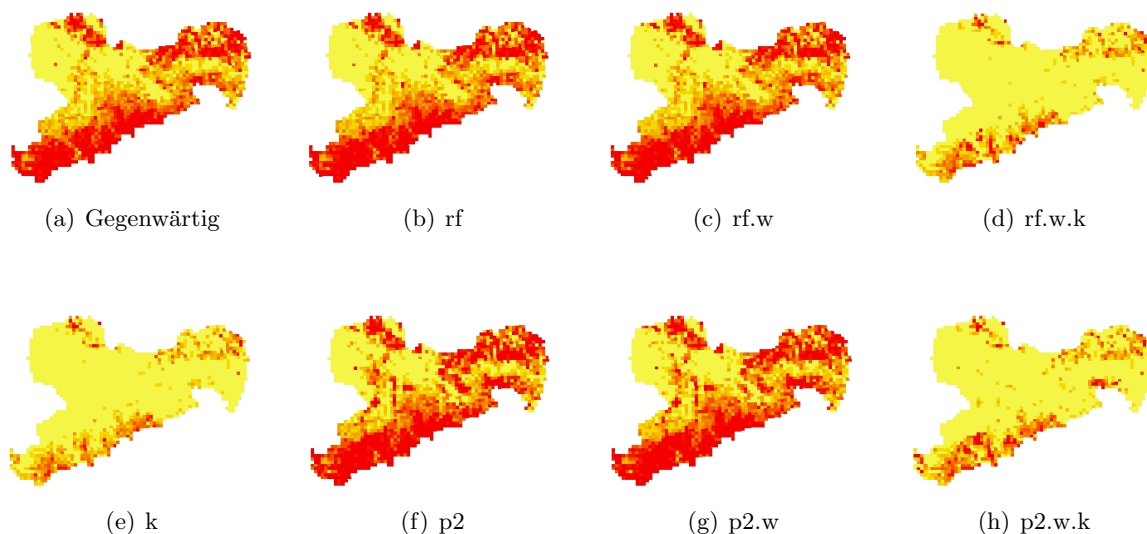 (a) Gegenwärtig
(b) rf
(c) rf.w
(d) rf.w.k
(e) k
(f) p2
(g) p2.w
(h) p2.w.k